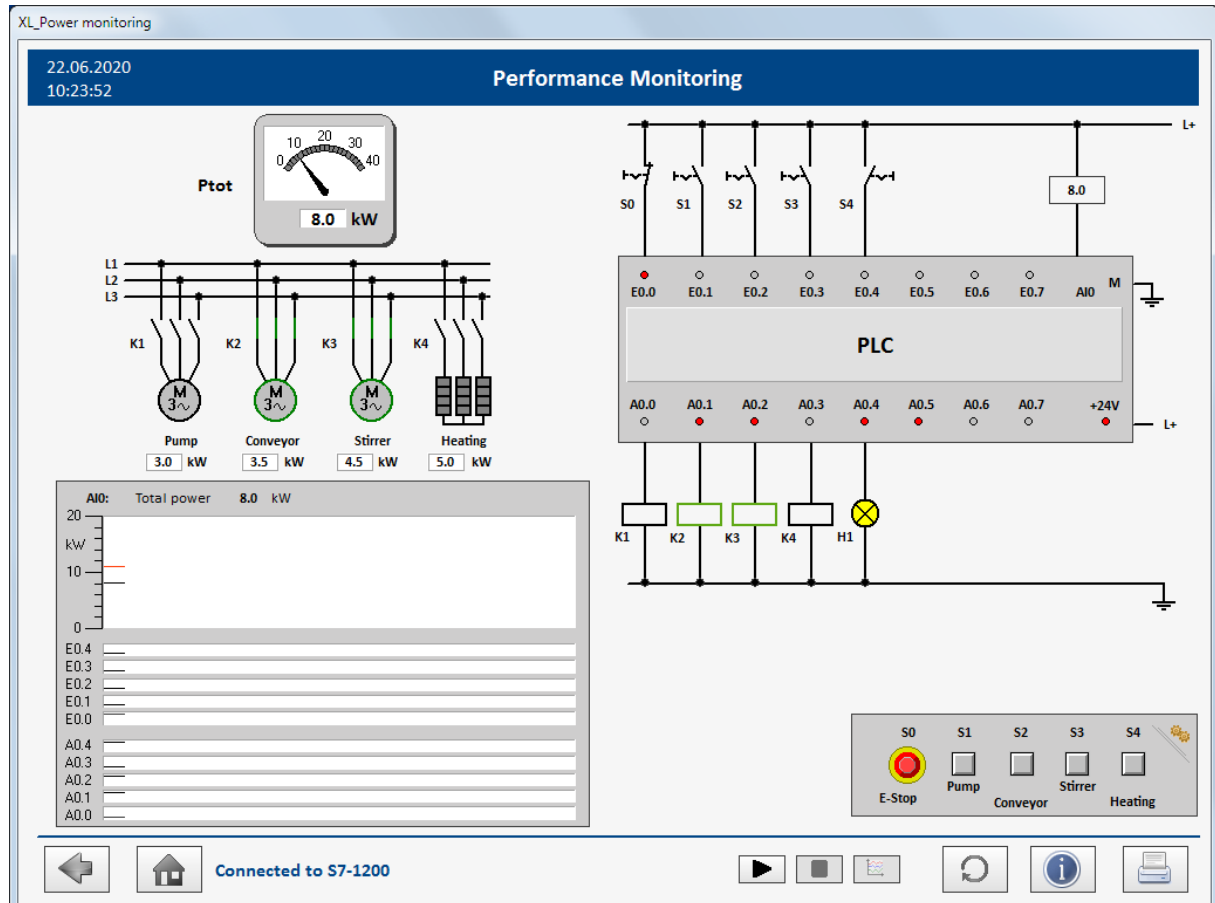 XL_Power monitoring
22.06.2020
10:23:52
Performance Monitoring
Ptot
0 10 20 30 40
8.0 kW
L1
L2
L3
K1 K2 K3 K4
M 3~ M 3~ M 3~
Pump Conveyor Stirrer Heating
3.0 kW 3.5 kW 4.5 kW 5.0 kW
AI0: Total power 8.0 kW
20
kW
10
0
E0.4
E0.3
E0.2
E0.1
E0.0
A0.4
A0.3
A0.2
A0.1
A0.0
L+
8.0
S0 S1 S2 S3 S4
E0.0 E0.1 E0.2 E0.3 E0.4 E0.5 E0.6 E0.7 AI0 M
PLC
A0.0 A0.1 A0.2 A0.3 A0.4 A0.5 A0.6 A0.7 +24V
L+
K1 K2 K3 K4 H1
S0 S1 S2 S3 S4
E-Stop Pump Conveyor Stirrer Heating
Connected to S7-1200
i